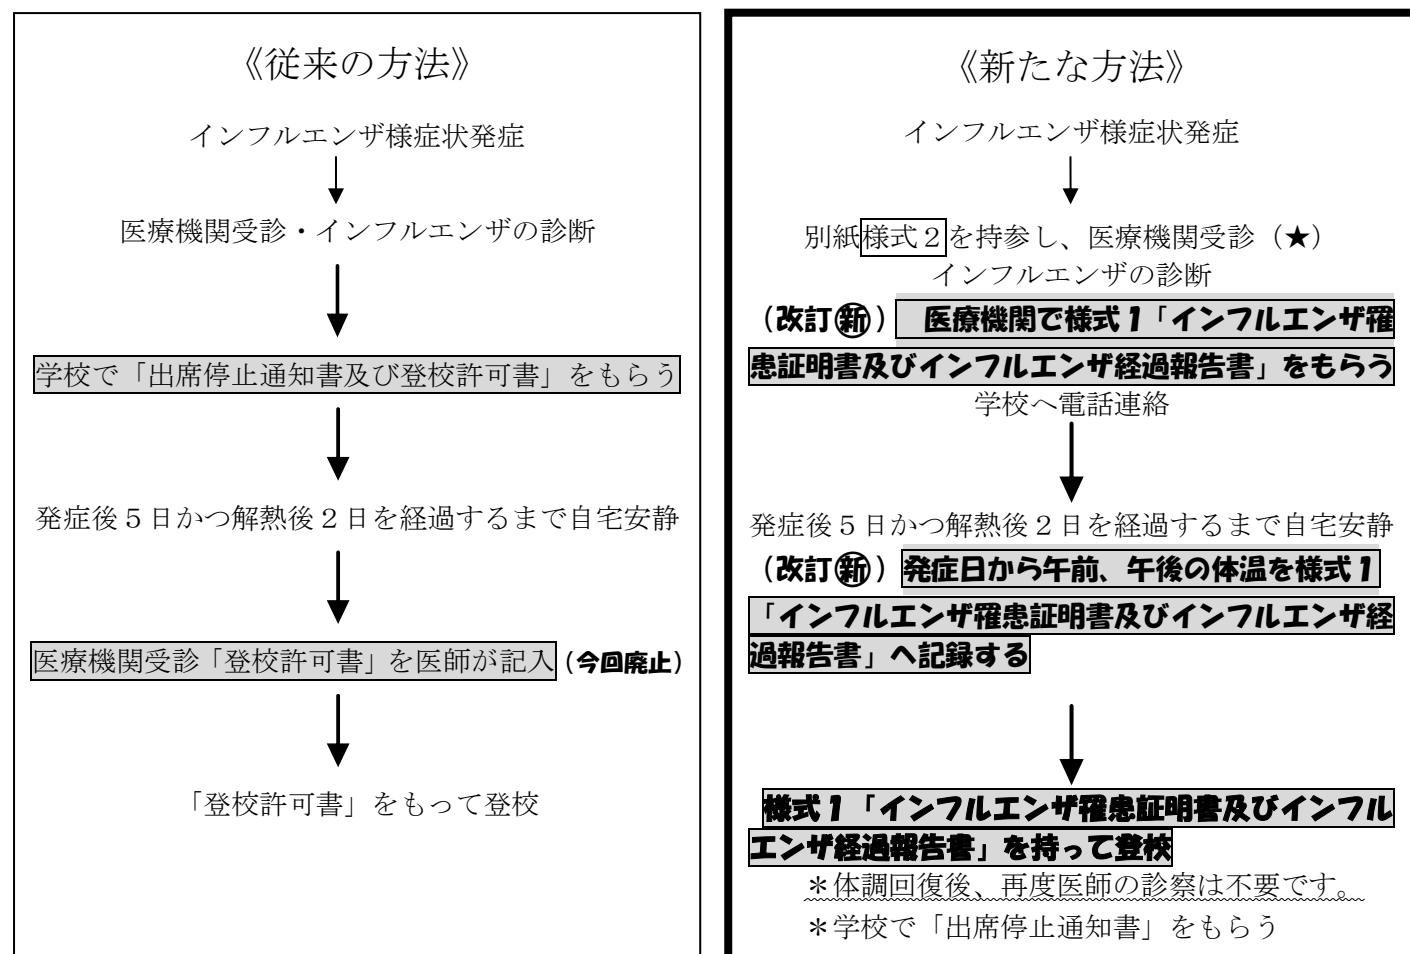 《従来の方法》
インフルエンザ様症状発症
医療機関受診・インフルエンザの診断
学校で「出席停止通知書及び登校許可書」をもらう
発症後５日かつ解熱後２日を経過するまで自宅安静
医療機関受診「登校許可書」を医師が記入（今回廃止）
「登校許可書」をもって登校
《新たな方法》
インフルエンザ様症状発症
別紙様式２を持参し、医療機関受診（★）
インフルエンザの診断
（改訂㊟）医療機関で様式１「インフルエンザ罹
患証明書及びインフルエンザ経過報告書」をもらう
学校へ電話連絡
発症後５日かつ解熱後２日を経過するまで自宅安静
（改訂新）発症日から午前、午後の体温を様式１
「インフルエンザ罹患証明書及びインフルエンザ経
過報告書」へ記録する
様式１「インフルエンザ罹患証明書及びインフル
エンザ経過報告書」を持って登校
＊体調回復後、再度医師の診察は不要です。
＊学校で「出席停止通知書」をもらう